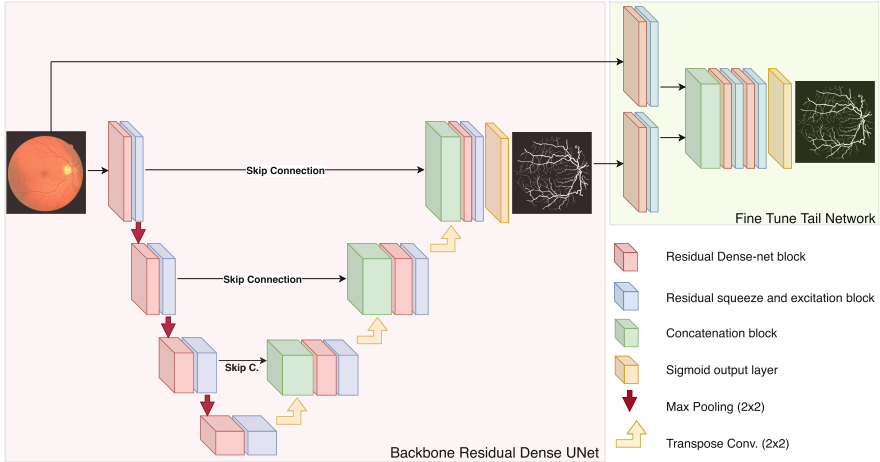 Skip Connection
Skip Connection
Skip C.
Backbone Residual Dense UNet
Fine Tune Tail Network
Residual Dense-net block
Residual squeeze and excitation block
Concatenation block
Sigmoid output layer
Max Pooling (2x2)
Transpose Conv. (2x2)